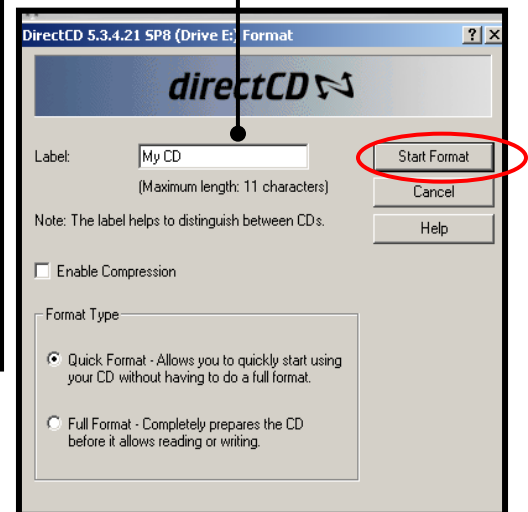 DirectCD 5.3.4.21 SP8 (Drive E:) Format
directCD
Label:
My CD
Start Format
(Maximum length: 11 characters)
Cancel
Note: The label helps to distinguish between CDs.
Help
Enable Compression
Format Type
Quick Format - Allows you to quickly start using
your CD without having to do a full format.
Full Format - Completely prepares the CD
before it allows reading or writing.